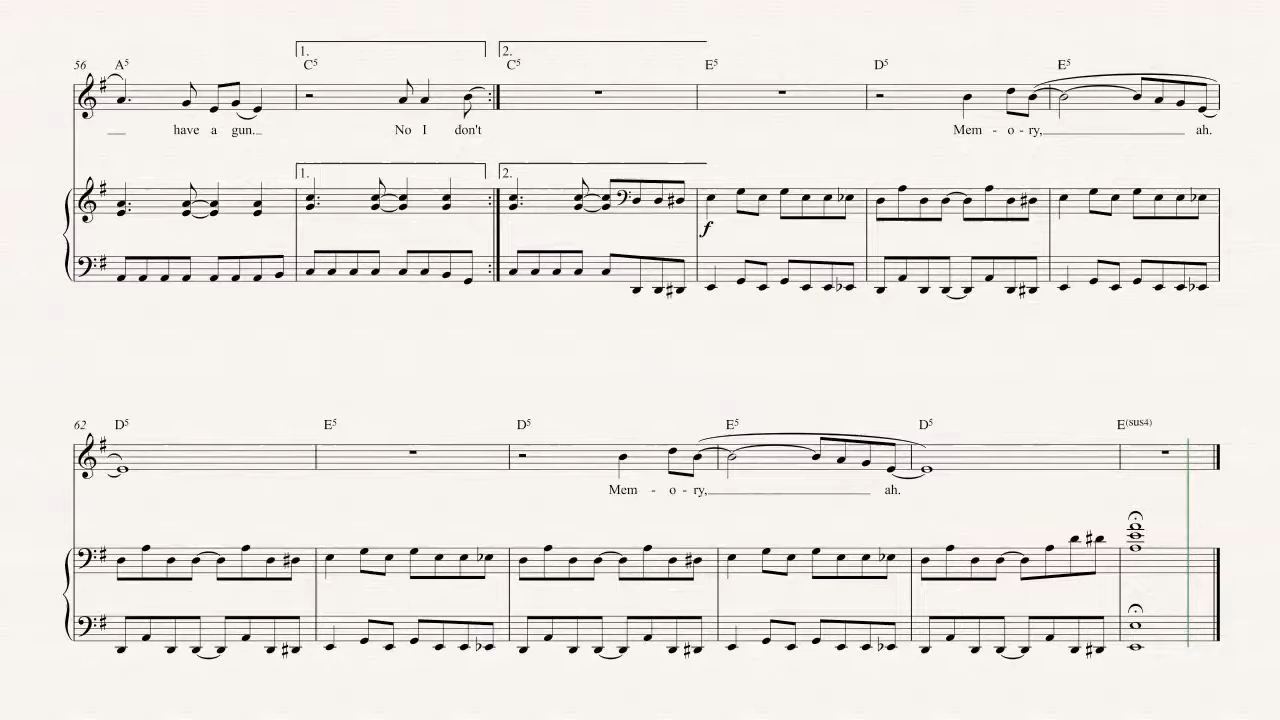 1. 2.
56 A5 C5 C5 E5 D5 E5
have a gun. No I don't Mem - o - ry, ah.
1. 2.
f
62 D5 E5 D5 E5 D5 E(sus4)
Mem - o - ry, ah.